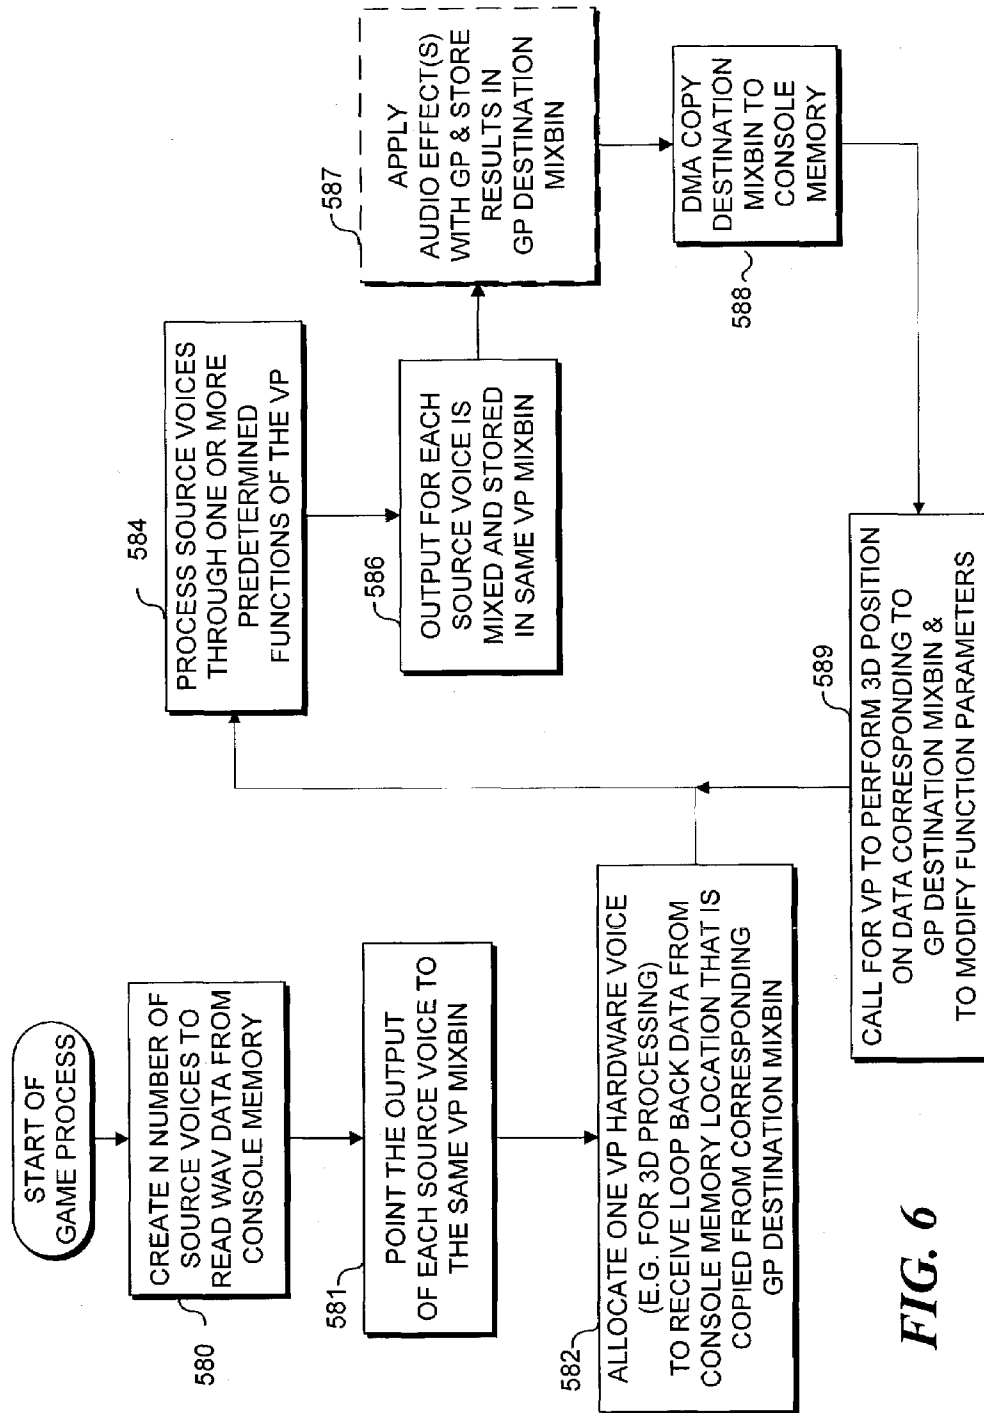 START OF
GAME PROCESS
CREATE N NUMBER OF
SOURCE VOICES TO
READ WAV DATA FROM
CONSOLE MEMORY
580
POINT THE OUTPUT
OF EACH SOURCE VOICE TO
THE SAME VP MIXBIN
581
ALLOCATE ONE VP HARDWARE VOICE
(E.G. FOR 3D PROCESSING)
TO RECEIVE LOOP BACK DATA FROM
CONSOLE MEMORY LOCATION THAT IS
COPIED FROM CORRESPONDING
GP DESTINATION MIXBIN
582
584
PROCESS SOURCE VOICES
THROUGH ONE OR MORE
PREDETERMINED
FUNCTIONS OF THE VP
586
OUTPUT FOR EACH
SOURCE VOICE IS
MIXED AND STORED
IN SAME VP MIXBIN
587
APPLY
AUDIO EFFECT(S)
WITH GP & STORE
RESULTS IN
GP DESTINATION
MIXBIN
DMA COPY
DESTINATION
MIXBIN TO
CONSOLE
MEMORY
588
589
CALL FOR VP TO PERFORM 3D POSITION
ON DATA CORRESPONDING TO
GP DESTINATION MIXBIN &
TO MODIFY FUNCTION PARAMETERS
FIG. 6